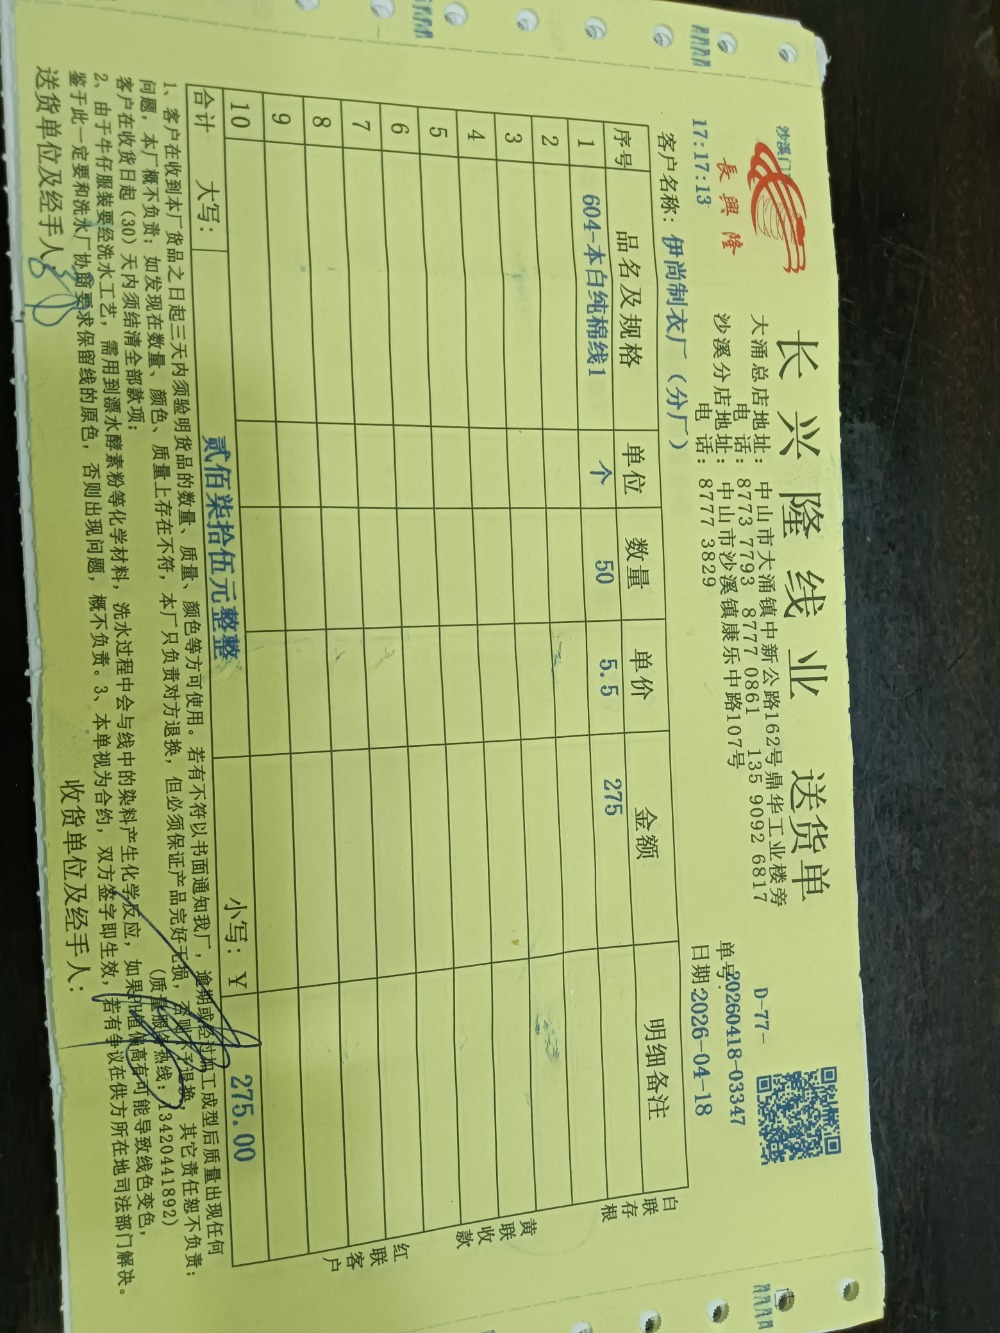 沙溪门
長興隆
17:17:13
长兴隆线业 送货单
大涌总店地址：中山市大涌镇中新公路162号鼎华工业楼旁
电 话：8773 7793 8777 0861 135 9092 6817
沙溪分店地址：中山市沙溪镇康乐中路107号
电 话：8777 3829
D-77-
单号：20260418-03347
日期：2026-04-18
客户名称：伊尚制衣厂（分厂）
序号 品名及规格 单位 数量 单价 金额 明细备注
1 604-本白纯棉线1 个 50 5.5 275
2
3
4
5
6
7
8
9
10
合计 大写： 贰佰柒拾伍元整整 小写：￥ 275.00
白联存根
黄联收款
红联客户
1、客户在收到本厂货品之日起三天内须验明货品的数量、质量、颜色等方可使用。若有不符以书面通知我厂，逾期或经过加工成型后质量出现任何
问题，本厂概不负责；如发现在数量、颜色、质量上存在不符，本厂只负责对方退换，但必须保证产品完好无损，否则不予退换，其它责任恕不负责；
客户在收货日起（30）天内须结清全部款项；（质量服务热线：13420441892）
2、由于牛仔服装要经洗水工艺，需用到漂水酵素粉等化学材料，洗水过程中会与线中的染料产生化学反应，如果PH值偏高有可能导致线色变色，
鉴于此一定要和洗水厂协商要求保留线的原色，否则出现问题，概不负责。3、本单视为合约，双方签字即生效，若有争议在供方所在地司法部门解决。
送货单位及经手人： 收货单位及经手人：